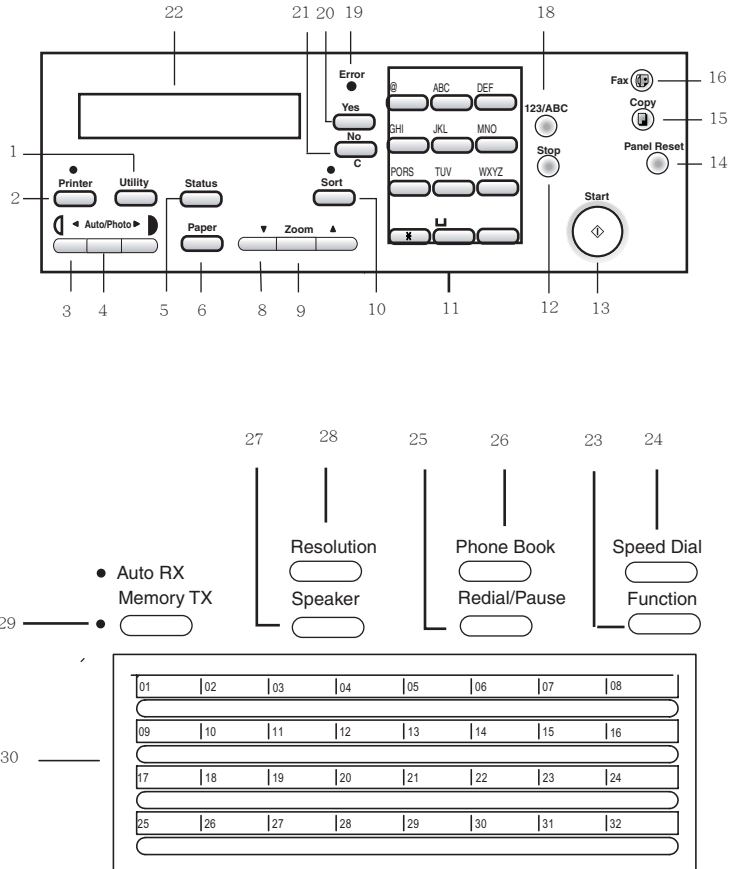 22 21 20 19 18
Error
Fax 16
@ ABC DEF
Yes
123/ABC
Copy
15
GHI JKL MNO
No
C
Stop
Panel Reset
14
1
2 Printer Utility Status Sort
PORS TUV WXYZ
Start
◀ Auto/Photo ▶
Paper
▼ Zoom ▲
*
3 4 5 6 8 9 10 11 12 13
27 28 25 26 23 24
Resolution Phone Book Speed Dial
Auto RX
Memory TX Speaker Redial/Pause Function
29
01 02 03 04 05 06 07 08
09 10 11 12 13 14 15 16
30
17 18 19 20 21 22 23 24
25 26 27 28 29 30 31 32